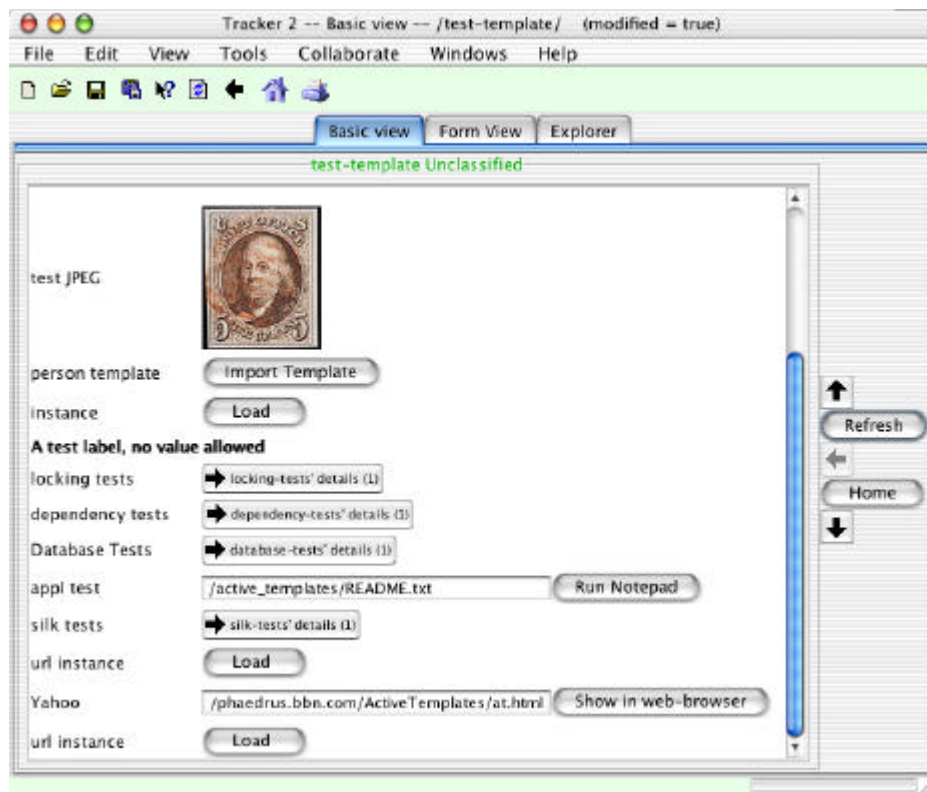 Tracker 2 -- Basic view -- /test-template/ (modified = true)
File Edit View Tools Collaborate Windows Help
Basic view Form View Explorer
test-template Unclassified
test JPEG
U S
5 5
person template Import Template
instance Load
A test label, no value allowed
locking tests locking-tests' details (1)
dependency tests dependency-tests' details (1)
Database Tests database-tests' details (1)
appl test /active_templates/README.txt Run Notepad
silk tests silk-tests' details (1)
url instance Load
Yahoo /phaedrus.bbn.com/ActiveTemplates/at.html Show in web-browser
url instance Load
Refresh
Home